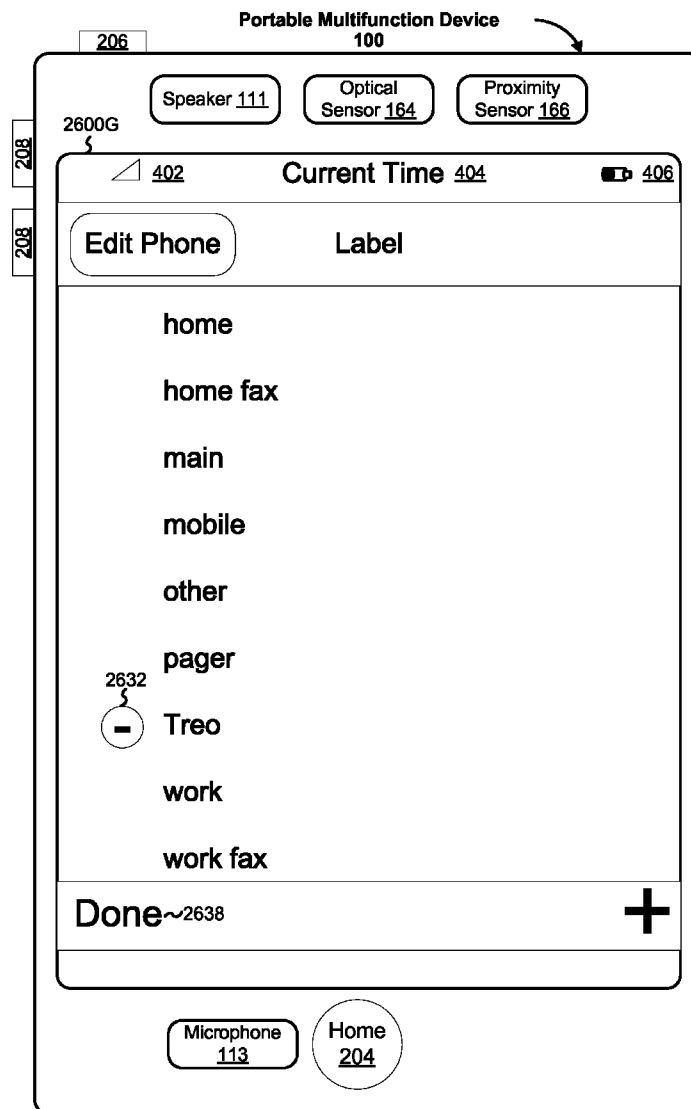 Portable Multifunction Device
100
206
Speaker 111
Optical
Sensor 164
Proximity
Sensor 166
2600G
208
208
402
Current Time 404
406
Edit Phone
Label
home
home fax
main
mobile
other
pager
2632
- Treo
work
work fax
Done 2638
+
Microphone
113
Home
204